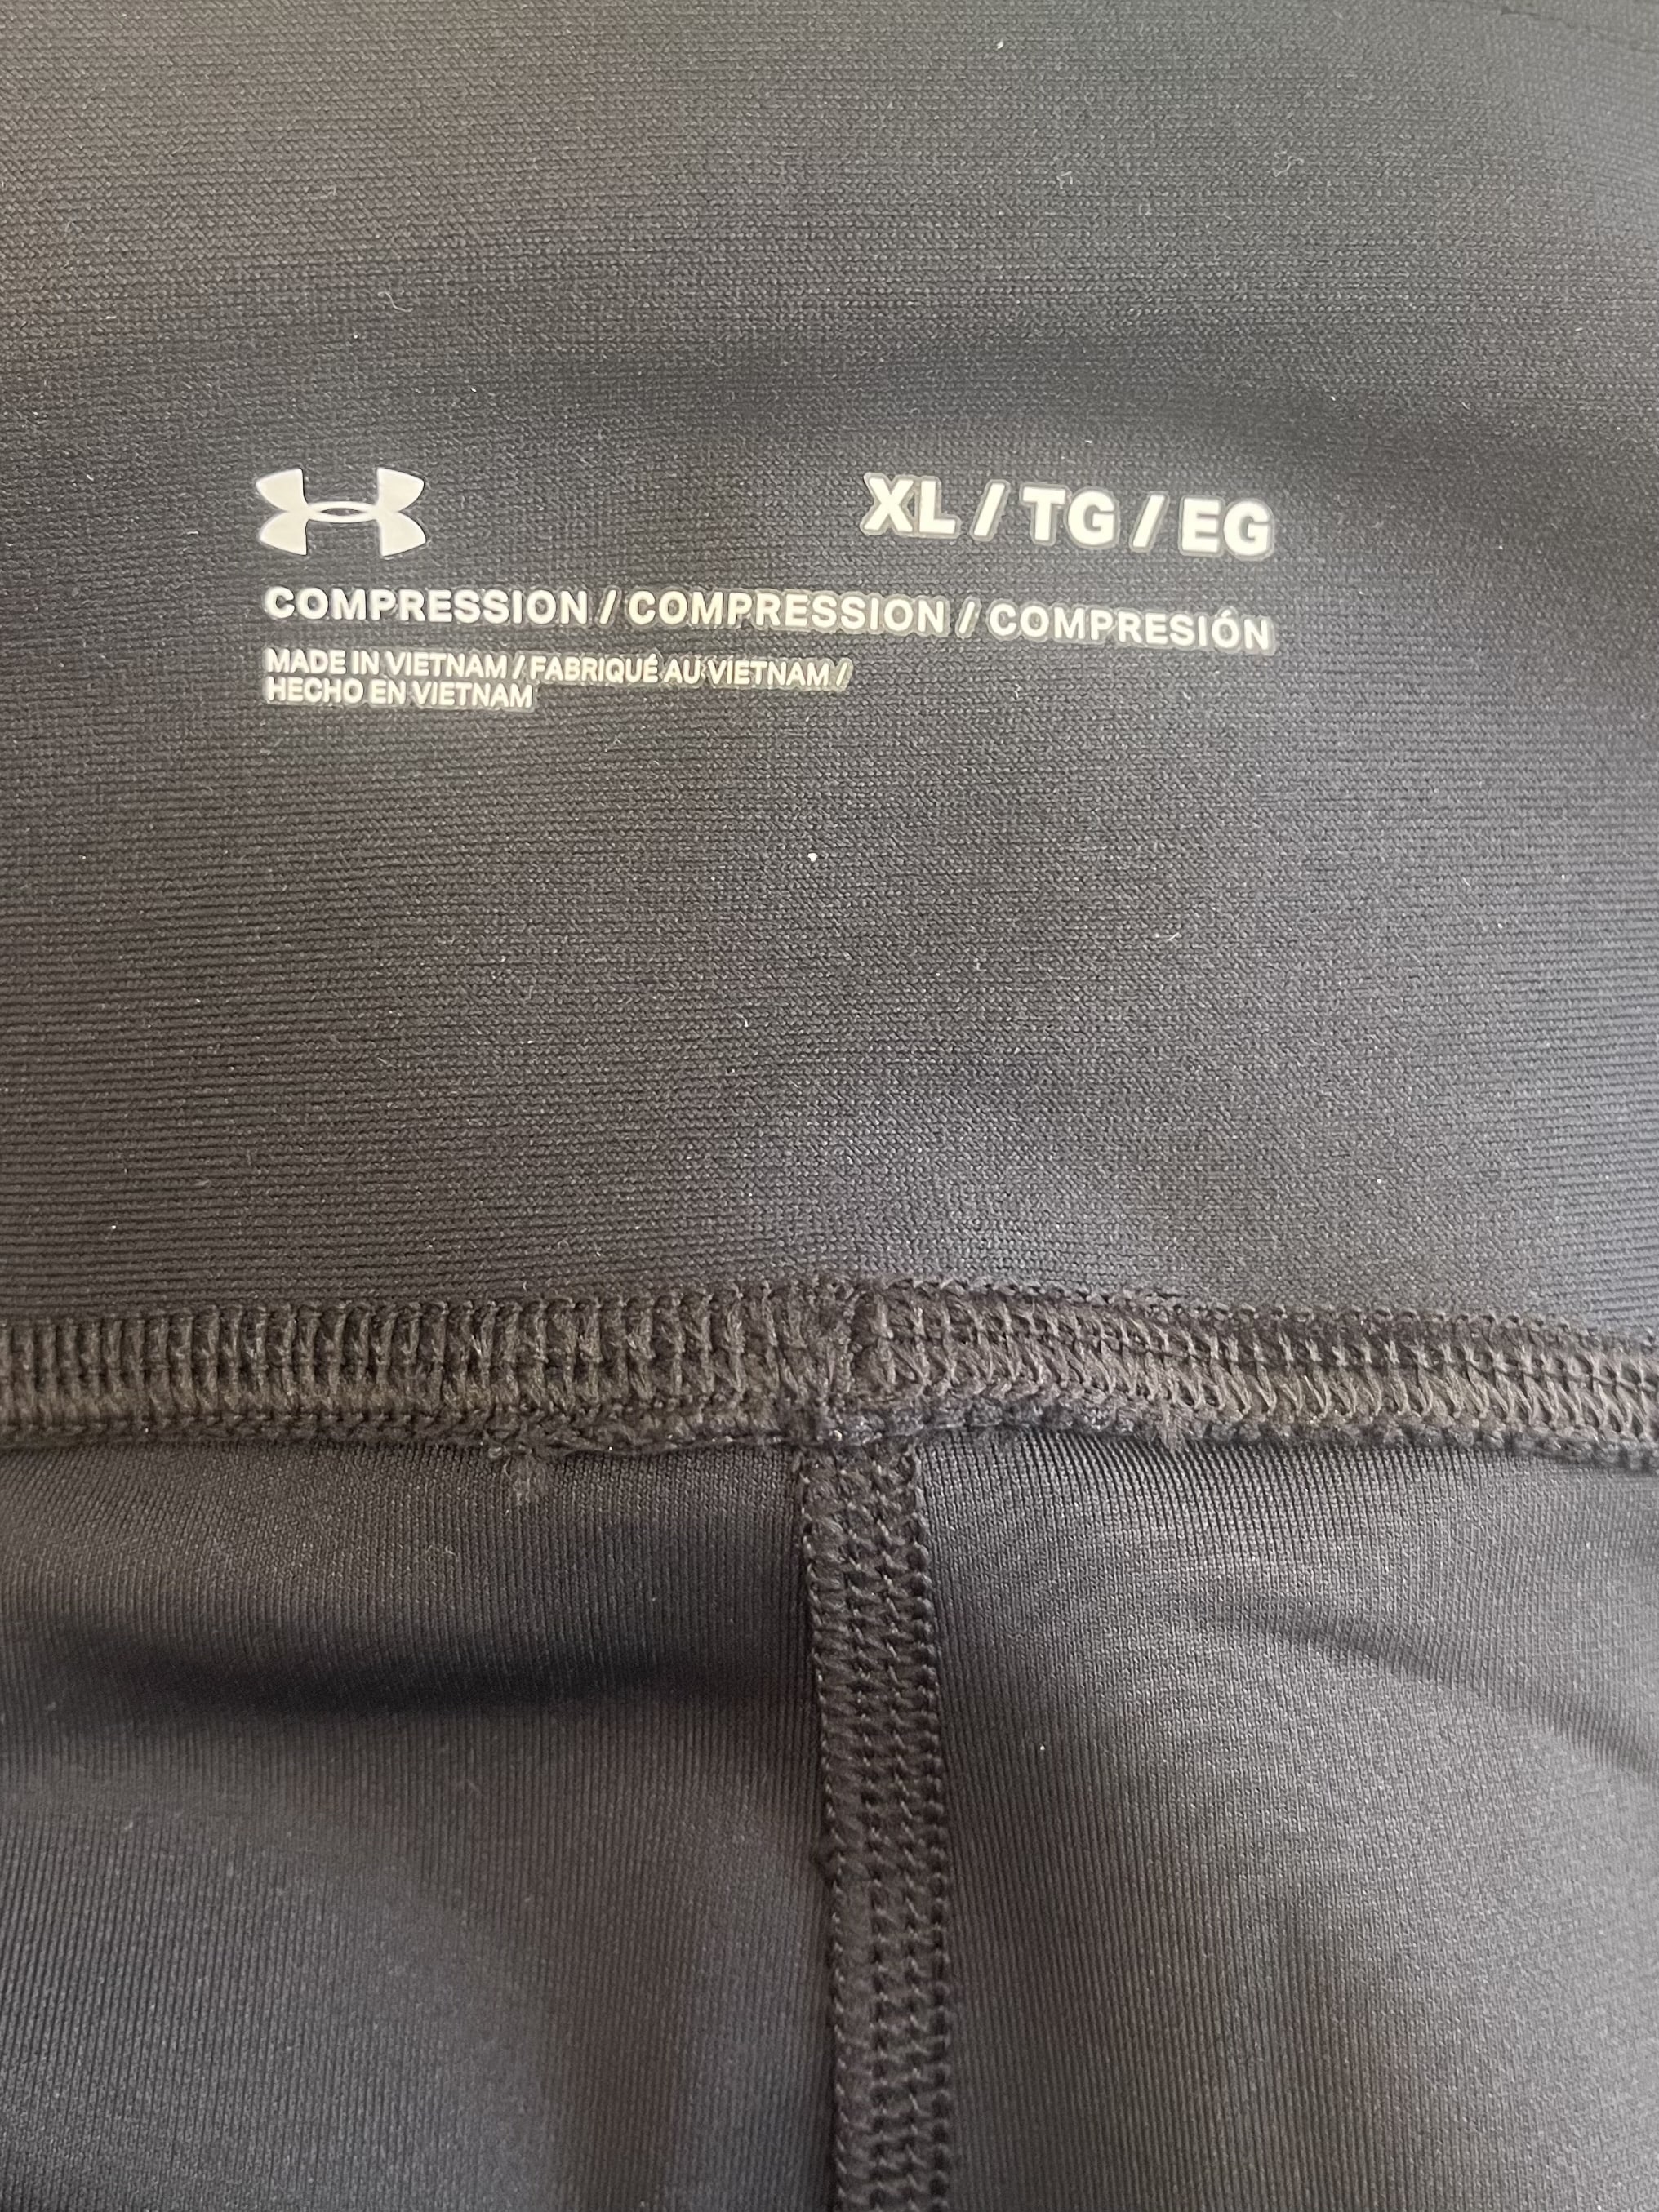 XL / TG / EG
COMPRESSION / COMPRESSION / COMPRESIÓN
MADE IN VIETNAM / FABRIQUÉ AU VIETNAM /
HECHO EN VIETNAM